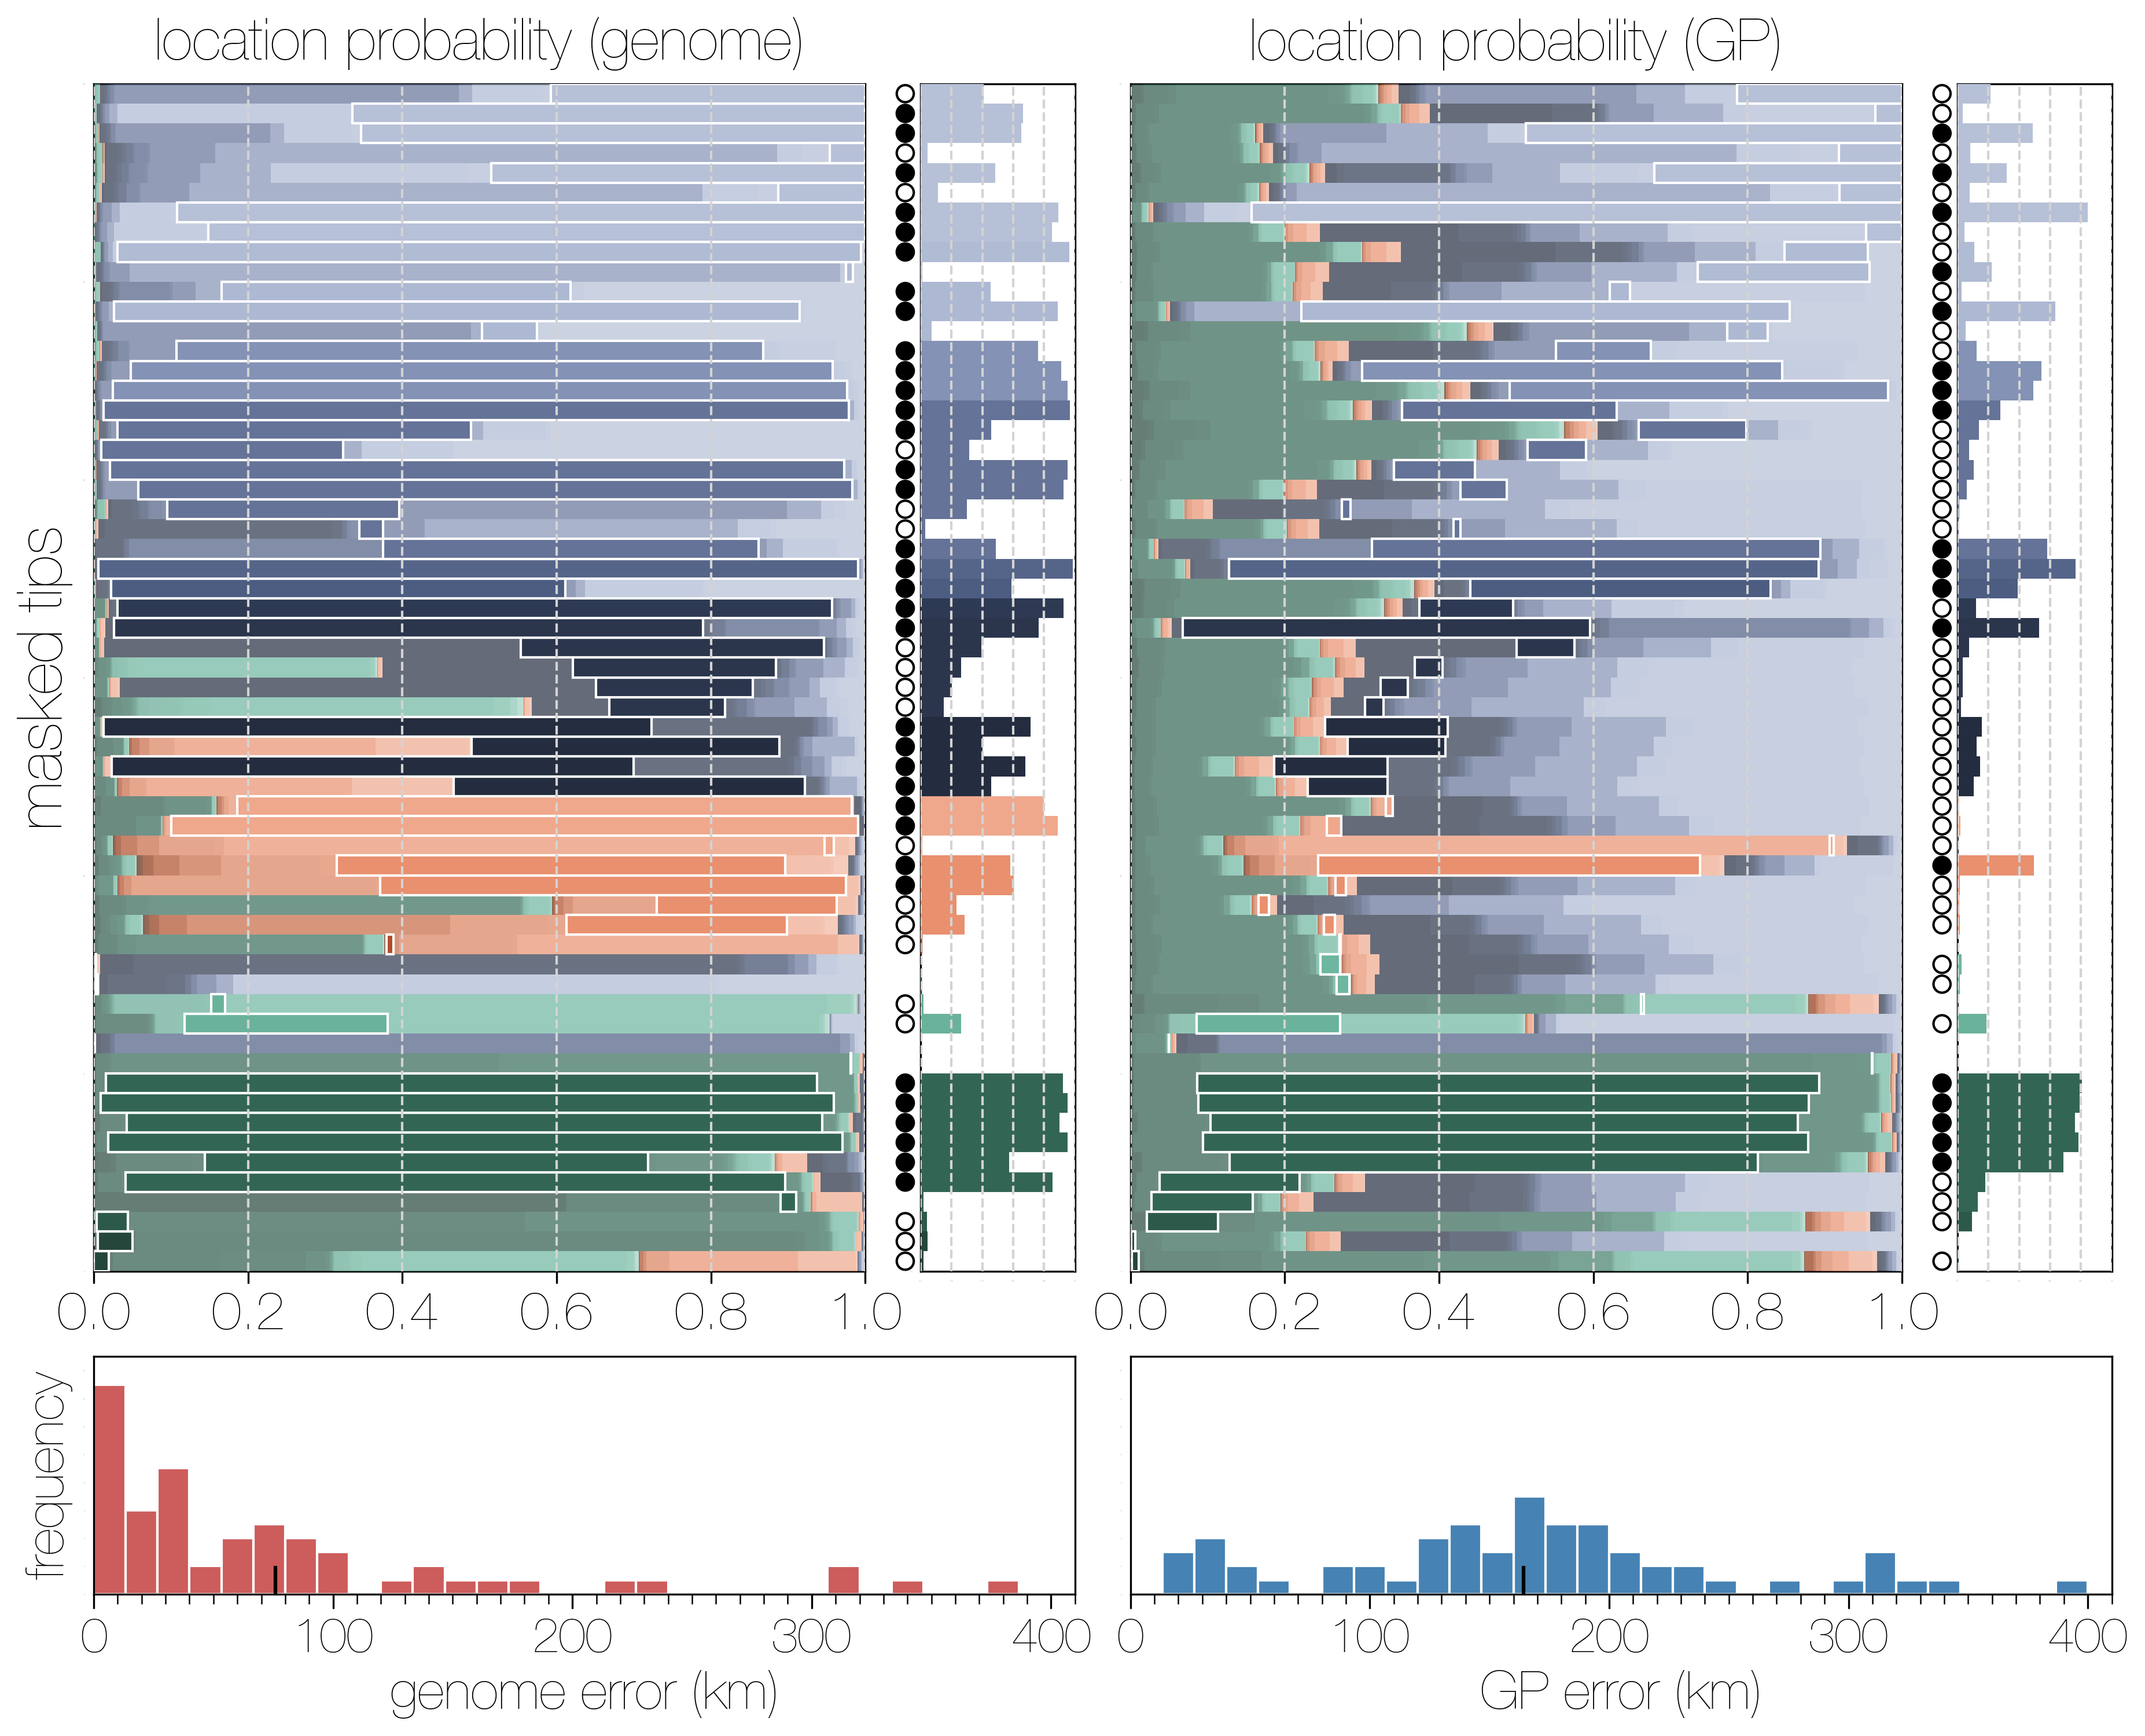 location probability (genome)
location probability (GP)
masked tips
0.0 0.2 0.4 0.6 0.8 1.0
0.0 0.2 0.4 0.6 0.8 1.0
frequency
0 100 200 300 400
0 100 200 300 400
genome error (km)
GP error (km)